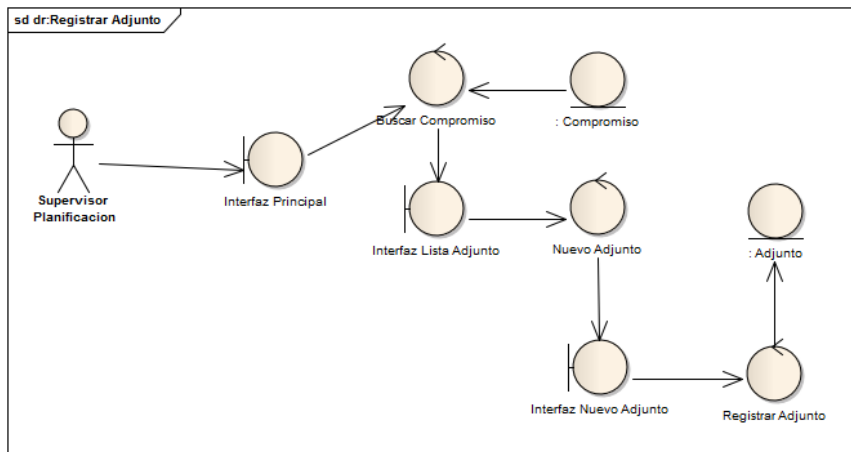 sd dr:Registrar Adjunto
Buscar Compromiso
: Compromiso
Supervisor
Planificacion
Interfaz Principal
Interfaz Lista Adjunto
Nuevo Adjunto
: Adjunto
Interfaz Nuevo Adjunto
Registrar Adjunto